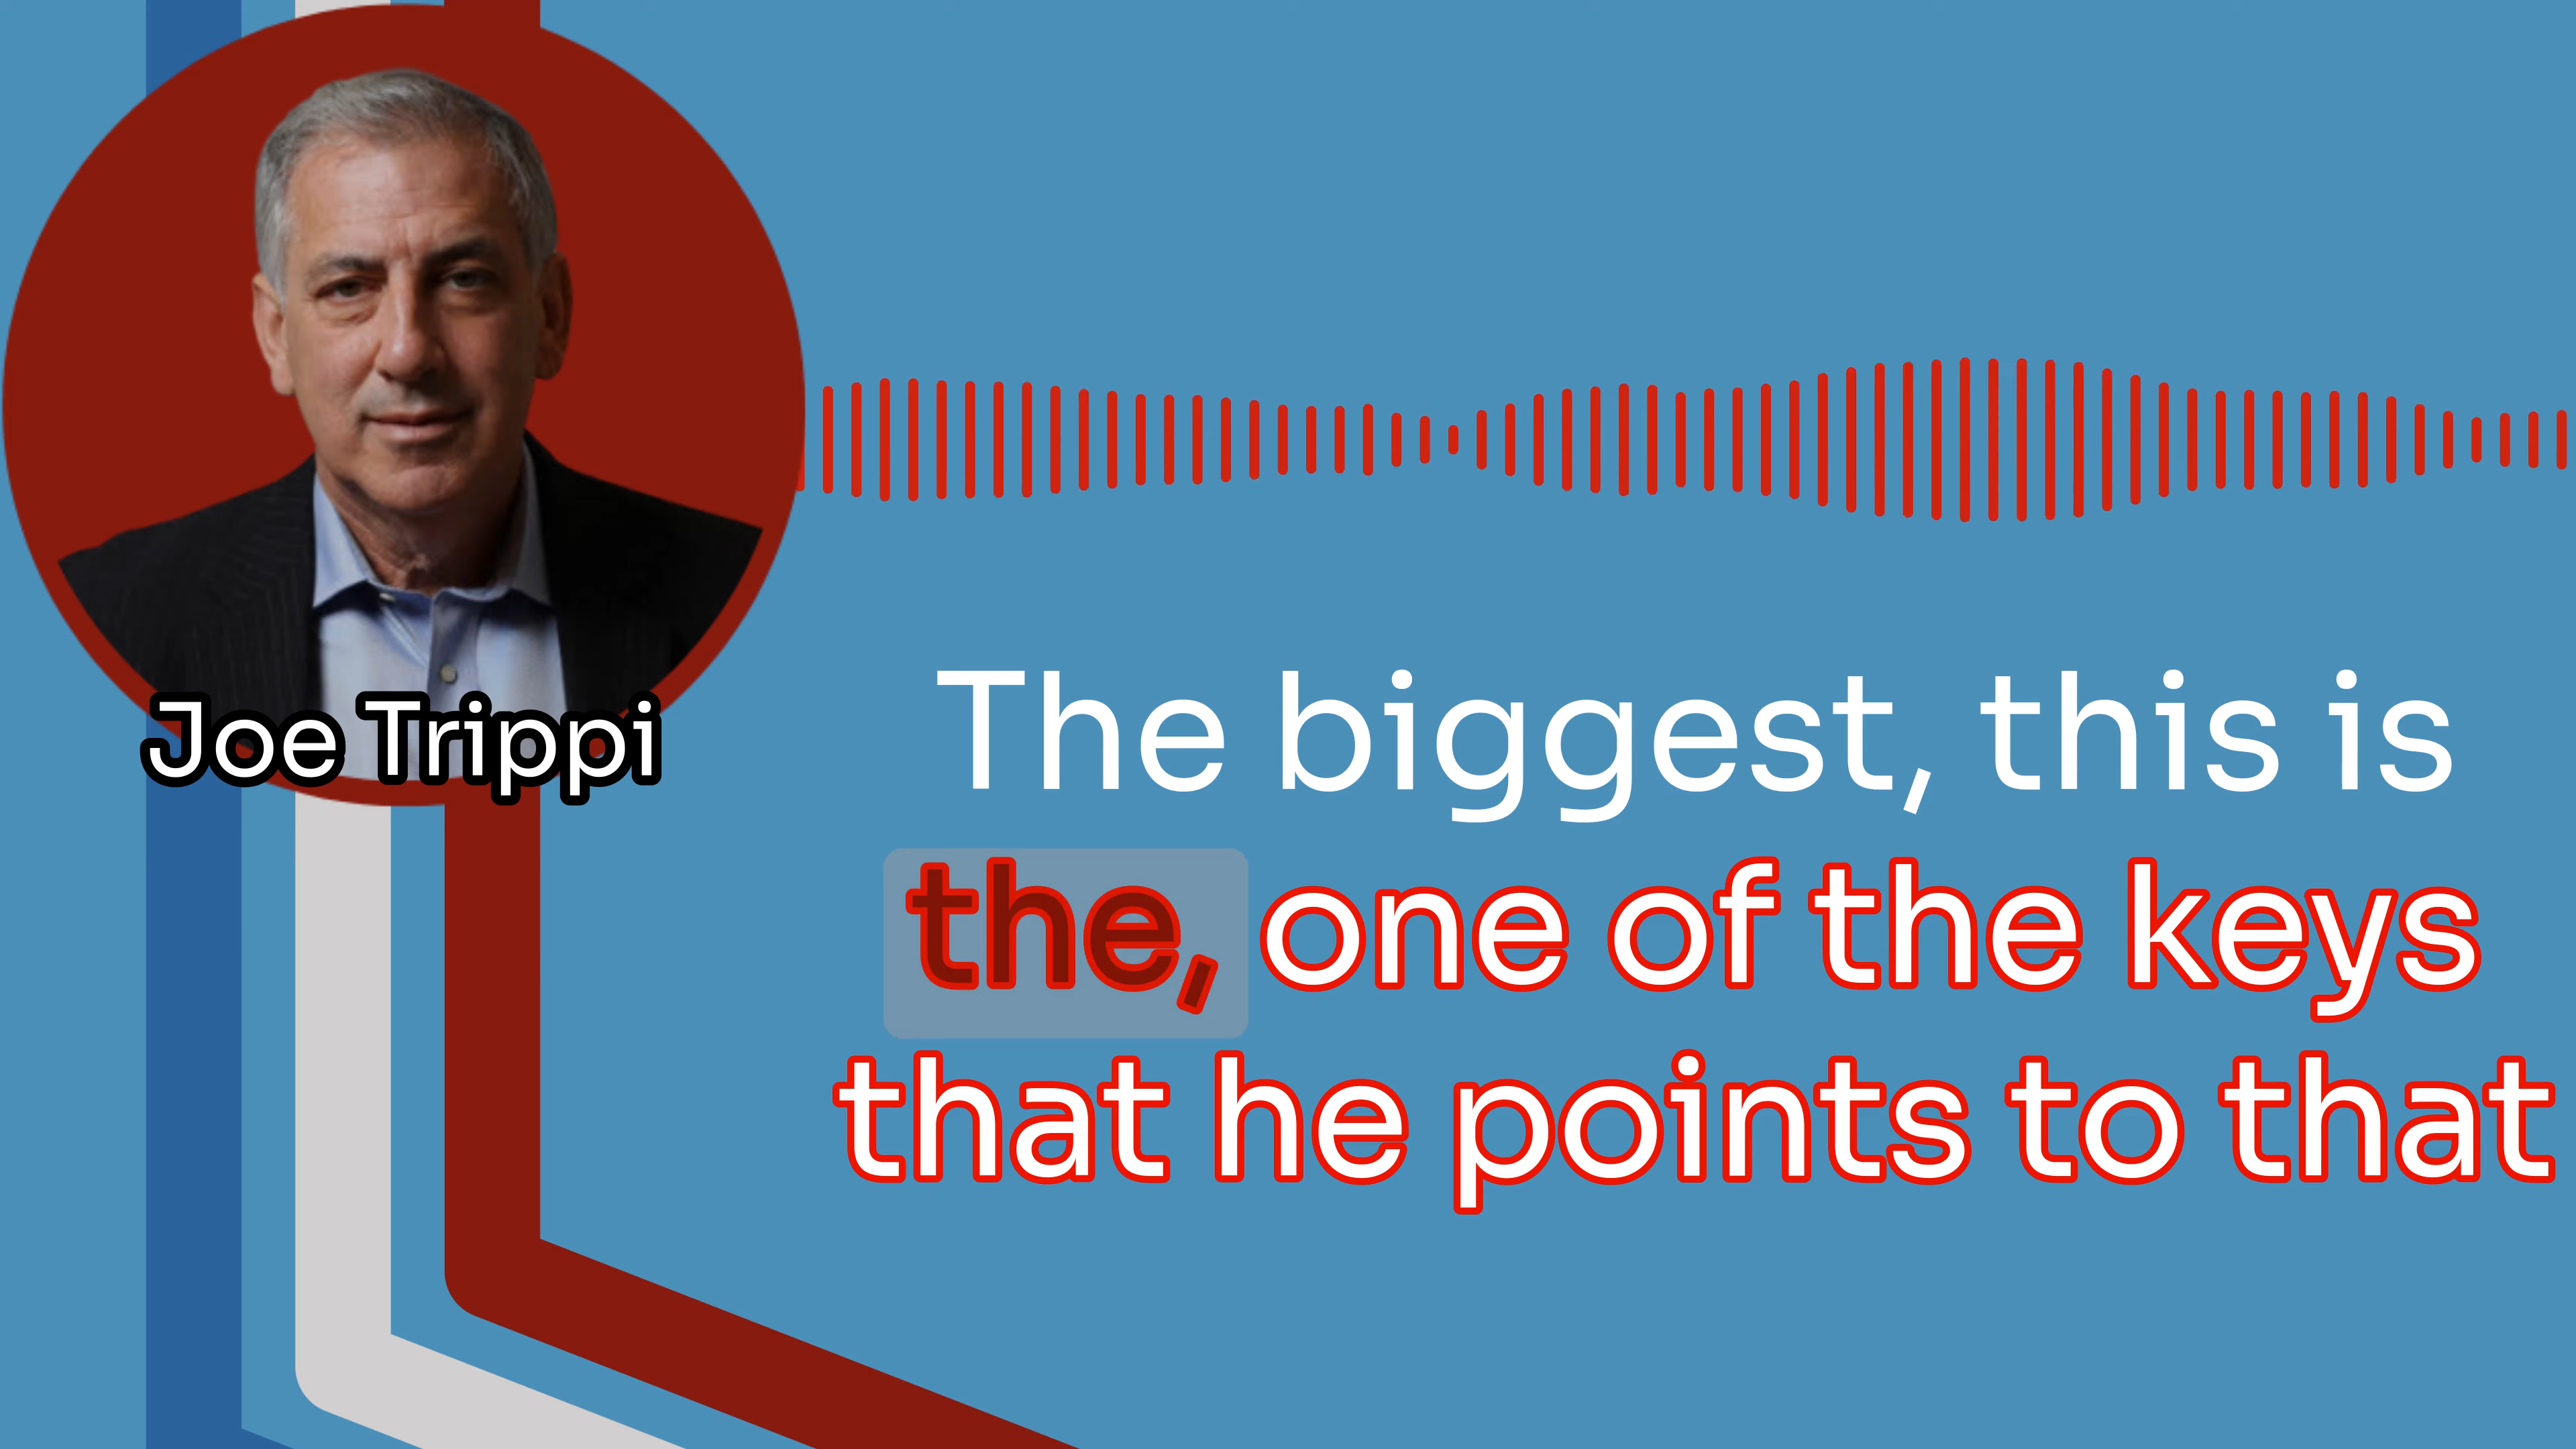 Joe Trippi
The biggest, this is
the, one of the keys
that he points to that